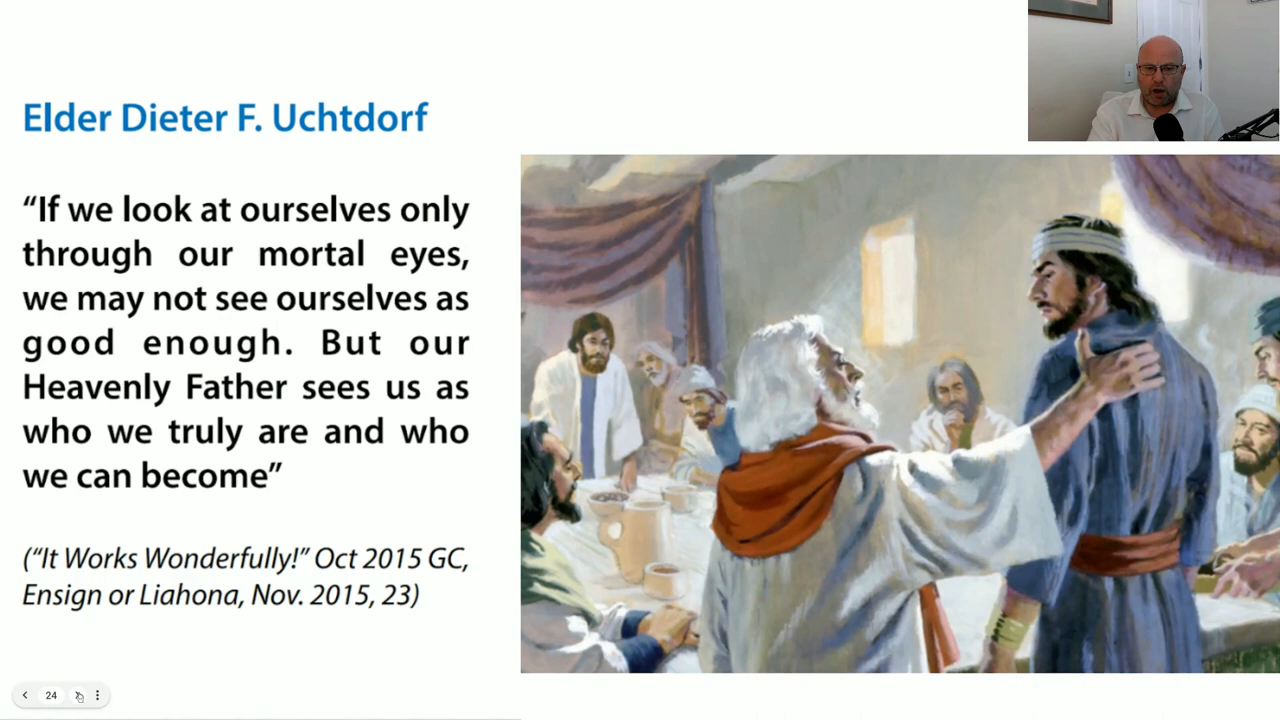 Elder Dieter F. Uchtdorf
“If we look at ourselves only
through our mortal eyes,
we may not see ourselves as
good enough. But our
Heavenly Father sees us as
who we truly are and who
we can become”
(“It Works Wonderfully!” Oct 2015 GC,
Ensign or Liahona, Nov. 2015, 23)
24